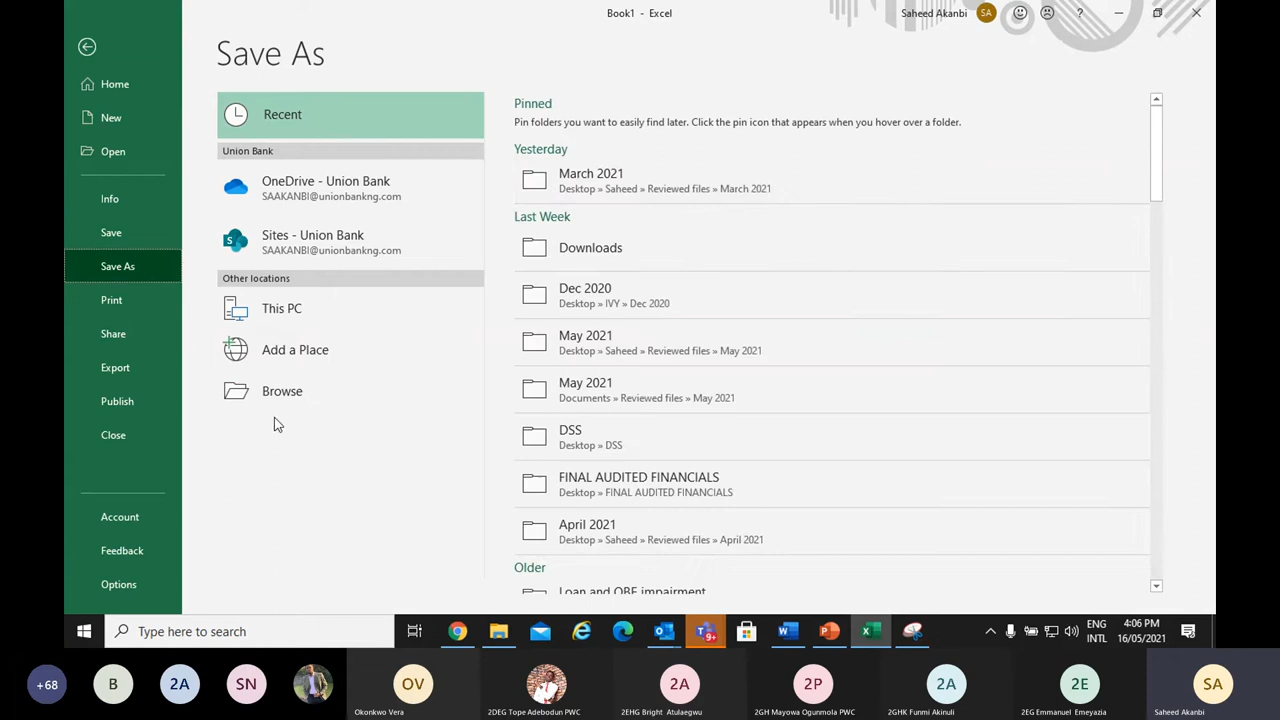 Book1 - Excel
Saheed Akanbi
SA
?
Save As
Home
New
Open
Info
Save
Save As
Print
Share
Export
Publish
Close
Account
Feedback
Options
Recent
Union Bank
OneDrive - Union Bank
SAAKANBI@unionbankng.com
Sites - Union Bank
SAAKANBI@unionbankng.com
Other locations
This PC
Add a Place
Browse
Pinned
Pin folders you want to easily find later. Click the pin icon that appears when you hover over a folder.
Yesterday
March 2021
Desktop » Saheed » Reviewed files » March 2021
Last Week
Downloads
Dec 2020
Desktop » IVY » Dec 2020
May 2021
Desktop » Saheed » Reviewed files » May 2021
May 2021
Documents » Reviewed files » May 2021
DSS
Desktop » DSS
FINAL AUDITED FINANCIALS
Desktop » FINAL AUDITED FINANCIALS
April 2021
Desktop » Saheed » Reviewed files » April 2021
Older
Loan and OBE impairment
Type here to search
9+
ENG
INTL
4:06 PM
16/05/2021
+68
B
2A
SN
OV
Okonkwo Vera
2DEG Tope Adebodun PWC
2A
2EHG Bright Atulaegwu
2P
2GH Mayowa Ogunmola PWC
2A
2GHK Funmi Akinuli
2E
2EG Emmanuel Emeyazia
SA
Saheed Akanbi